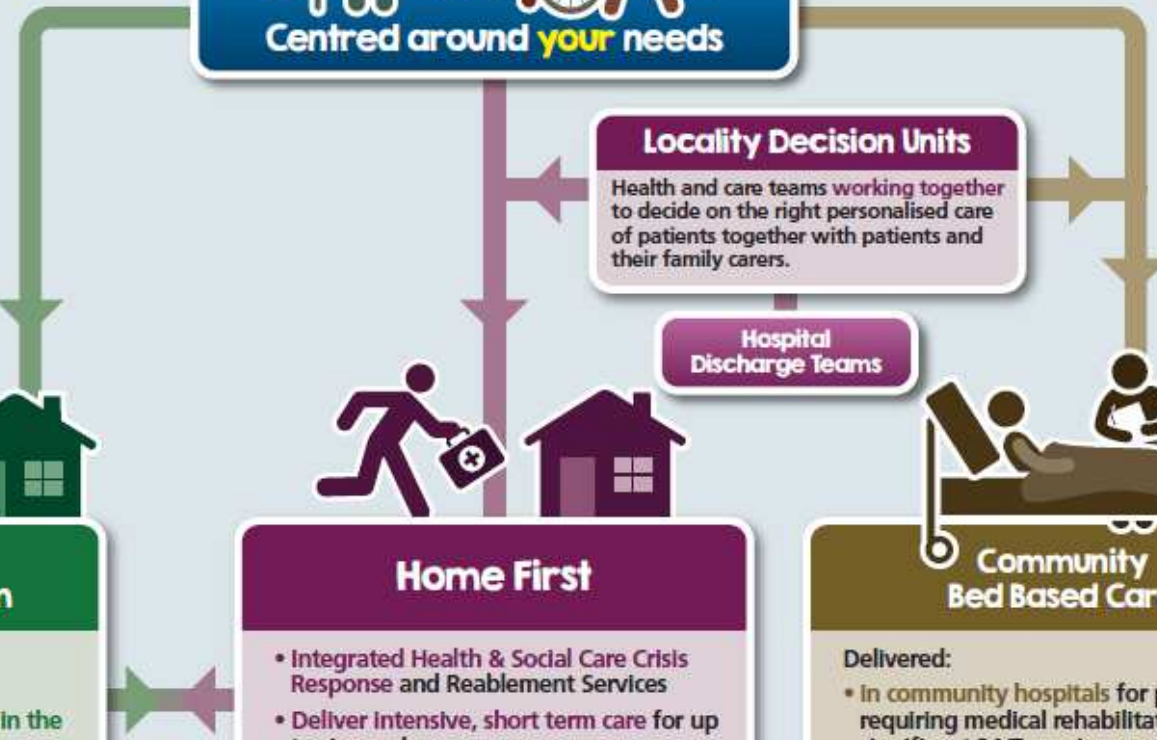 Centred around your needs
Locality Decision Units
Health and care teams working together
to decide on the right personalised care
of patients together with patients and
their family carers.
Hospital
Discharge Teams
Home First
• Integrated Health & Social Care Crisis
Response and Reablement Services
• Deliver intensive, short term care for up
Community
Bed Based Car
Delivered:
• In community hospitals for
requiring medical rehabilitat
in the